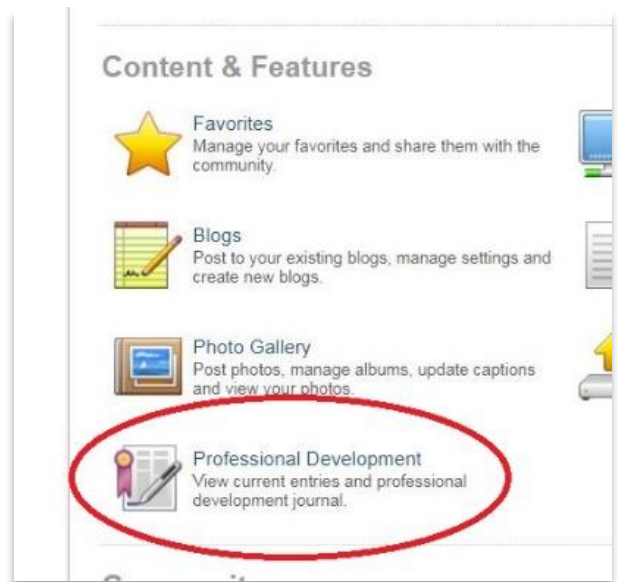 Content & Features
Favorites
Manage your favorites and share them with the
community.
Blogs
Post to your existing blogs, manage settings and
create new blogs.
Photo Gallery
Post photos, manage albums, update captions
and view your photos.
Professional Development
View current entries and professional
development journal.